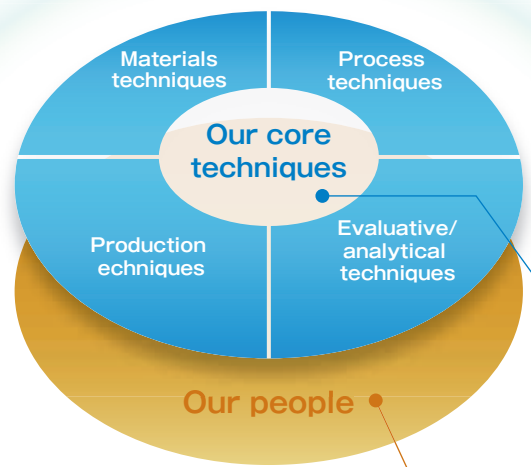 Materials
techniques
Process
techniques
Our core
techniques
Production
echniques
Evaluative/
analytical
techniques
Our people